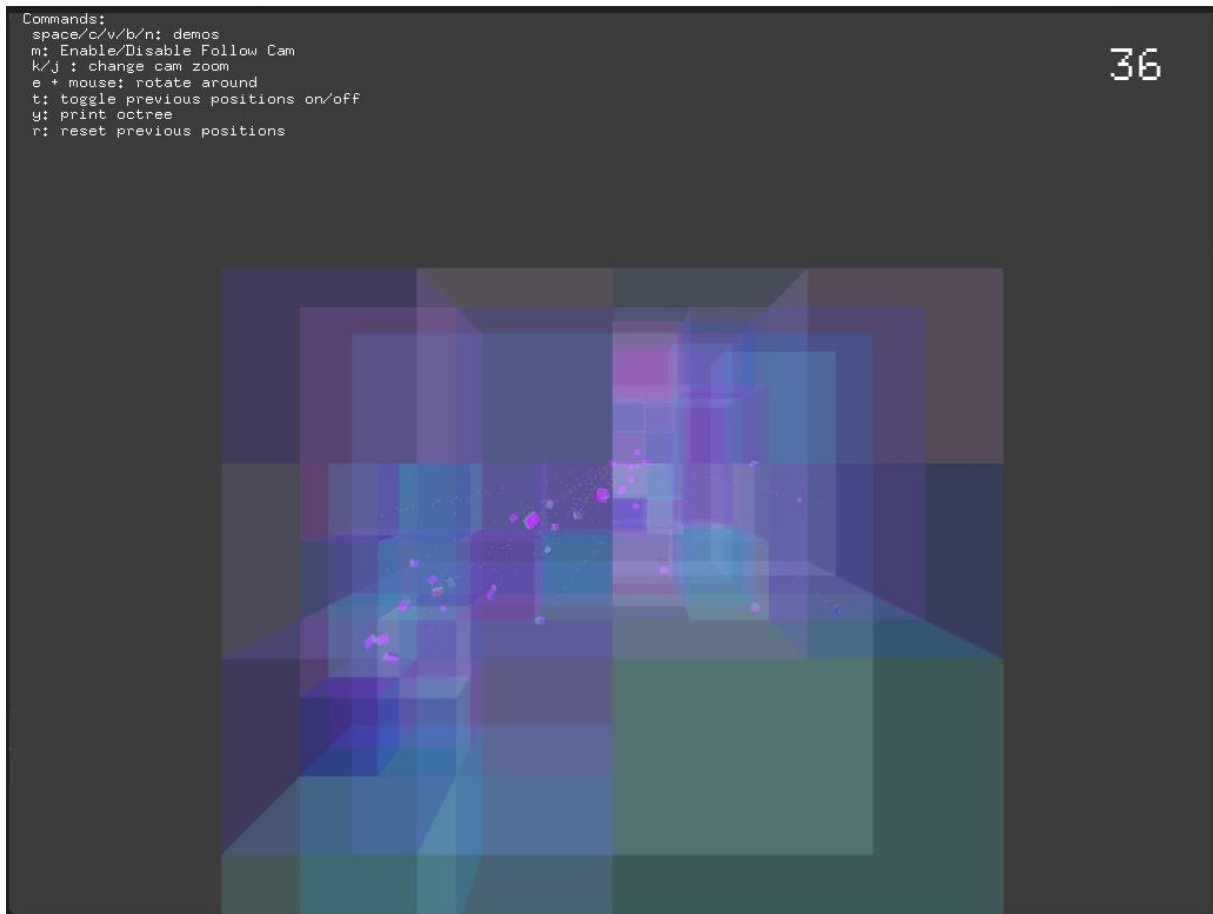 Commands:
space/c/v/b/n: demos
m: Enable/Disable Follow Cam
k/j : change cam zoom
e + mouse: rotate around
t: toggle previous positions on/off
y: print octree
r: reset previous positions
36